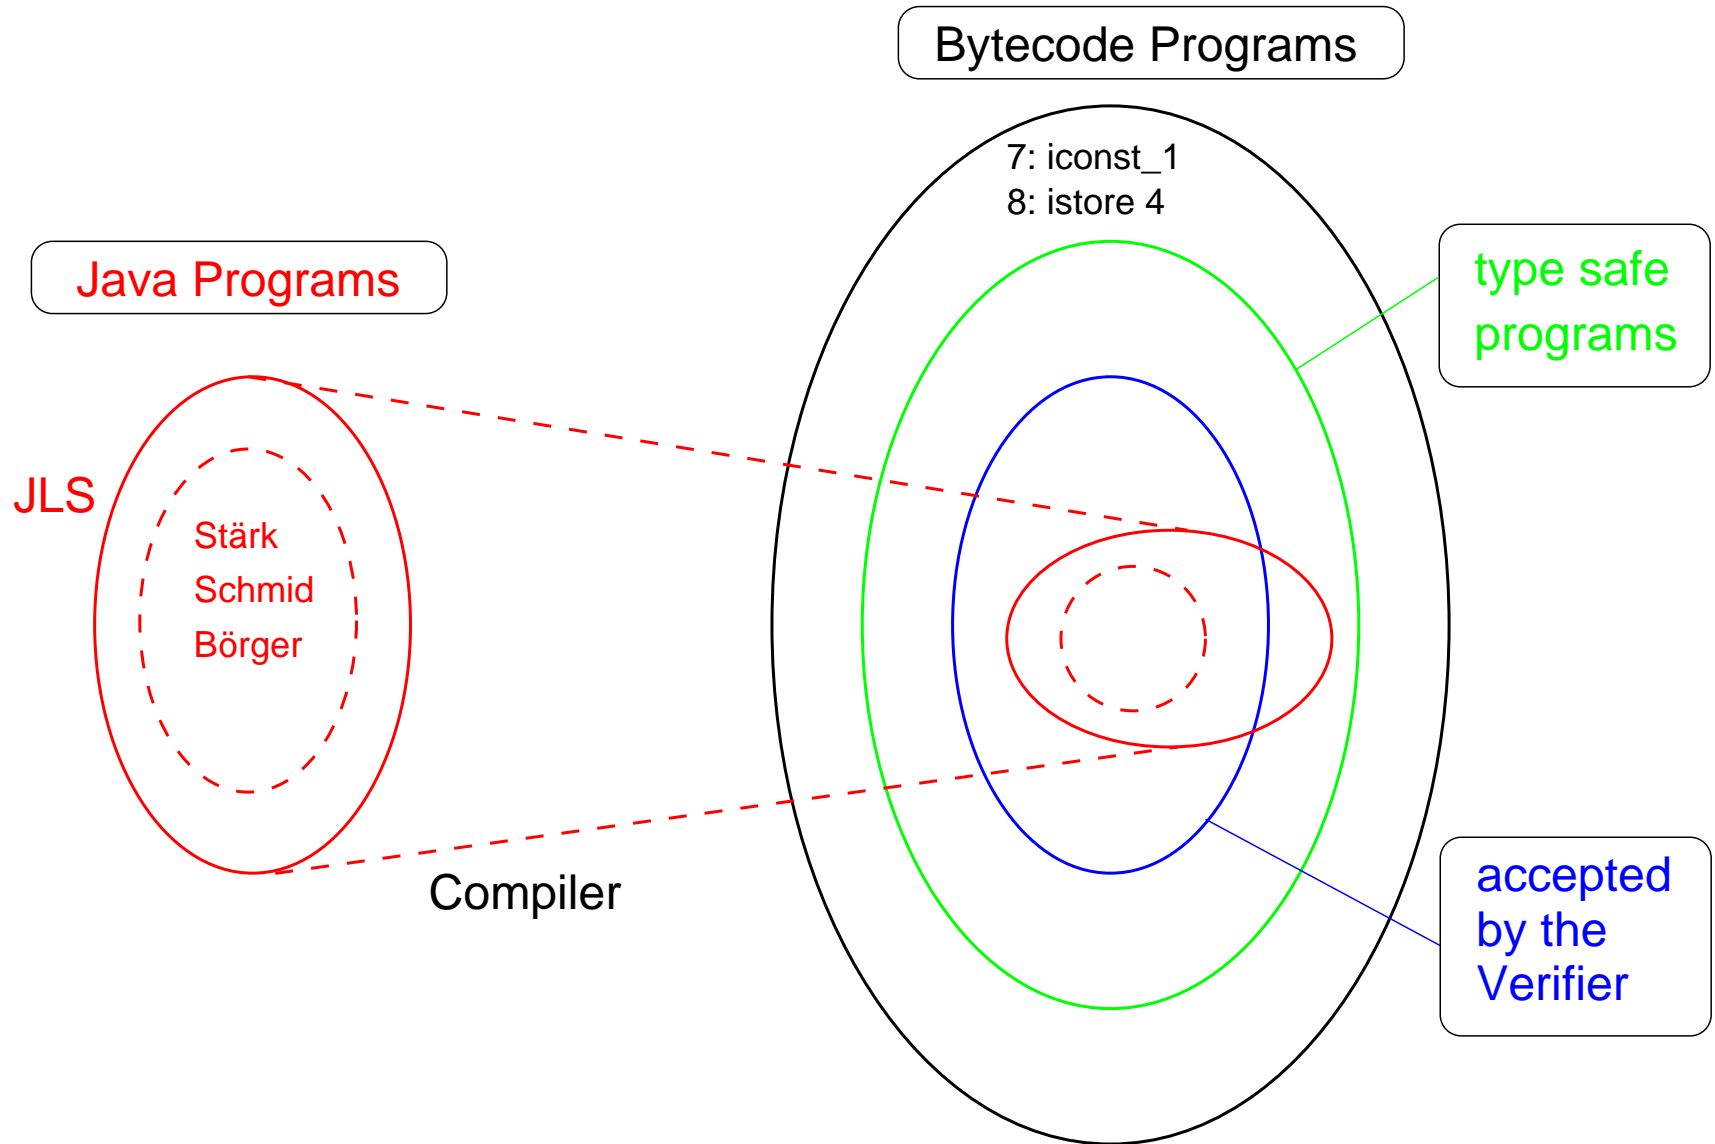 Bytecode Programs
7: iconst_1
8: istore 4
Java Programs
type safe
programs
JLS
Stärk
Schmid
Börger
Compiler
accepted
by the
Verifier